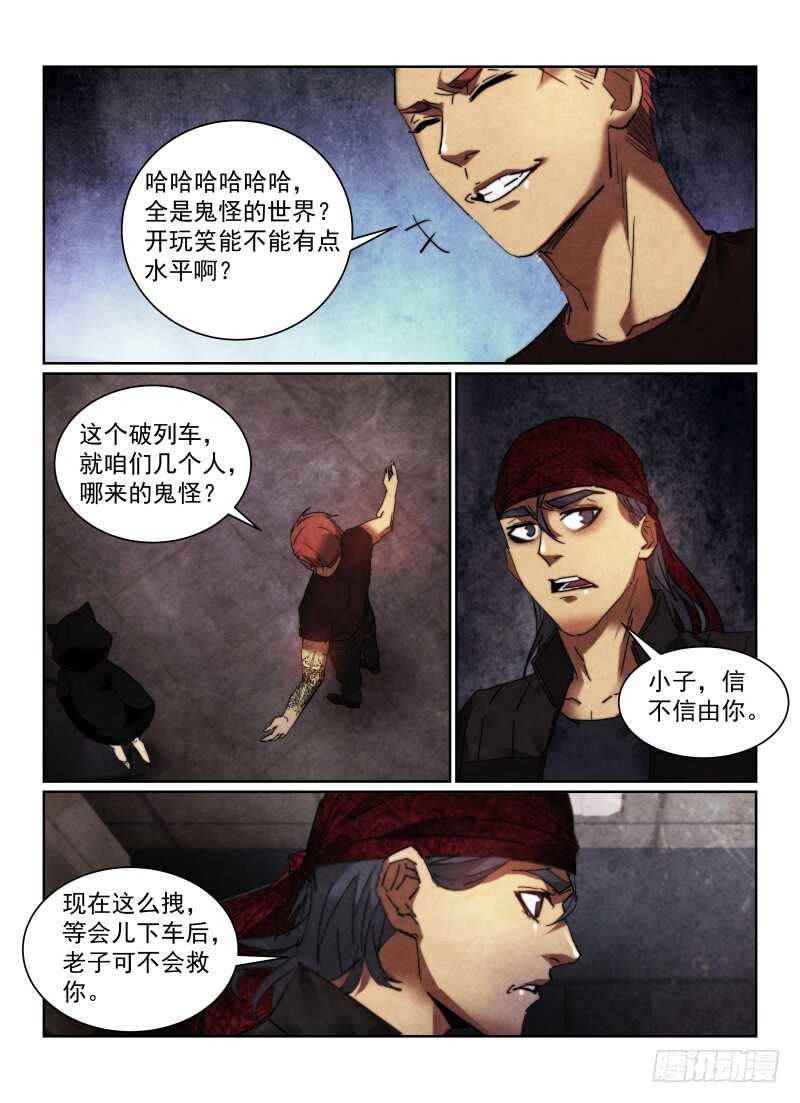 哈哈哈哈哈哈，
全是鬼怪的世界？
开玩笑能不能有点
水平啊？
这个破列车，
就咱们几个人，
哪来的鬼怪？
小子，信
不信由你。
现在这么拽，
等会儿下车后，
老子可不会救
你。
腾讯动漫